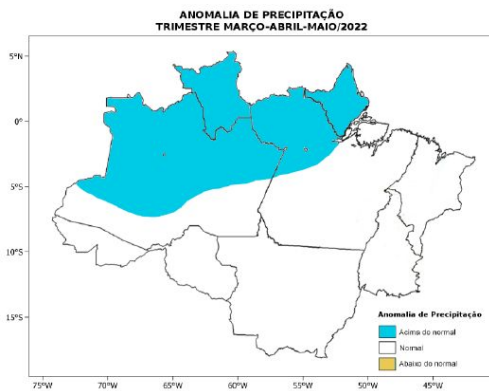 ANOMALIA DE PRECIPITAÇÃO
TRIMESTRE MARÇO-ABRIL-MAIO/2022
5°N
0°
5°S
10°S
15°S
75°W
70°W
65°W
60°W
55°W
50°W
45°W
Anomalia de Precipitação
Acima do normal
Normal
Abaixo do normal